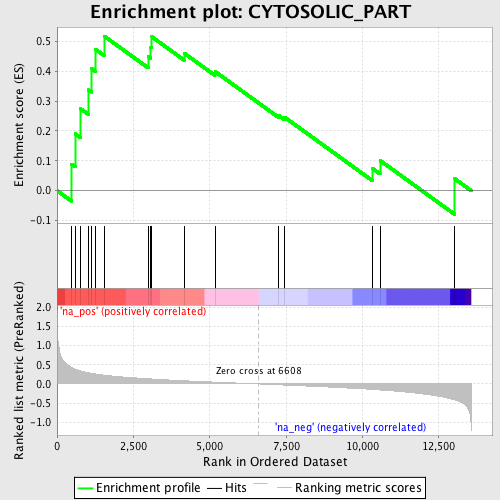 Enrichment plot: CYTOSOLIC_PART
Enrichment score (ES)
0.5
0.4
0.3
0.2
0.1
0.0
-0.1
'na_pos' (positively correlated)
Ranked list metric (PreRanked)
2.0
1.5
1.0
0.5
0.0
-0.5
-1.0
Zero cross at 6608
'na_neg' (negatively correlated)
0 2,500 5,000 7,500 10,000 12,500
Rank in Ordered Dataset
Enrichment profile Hits Ranking metric scores